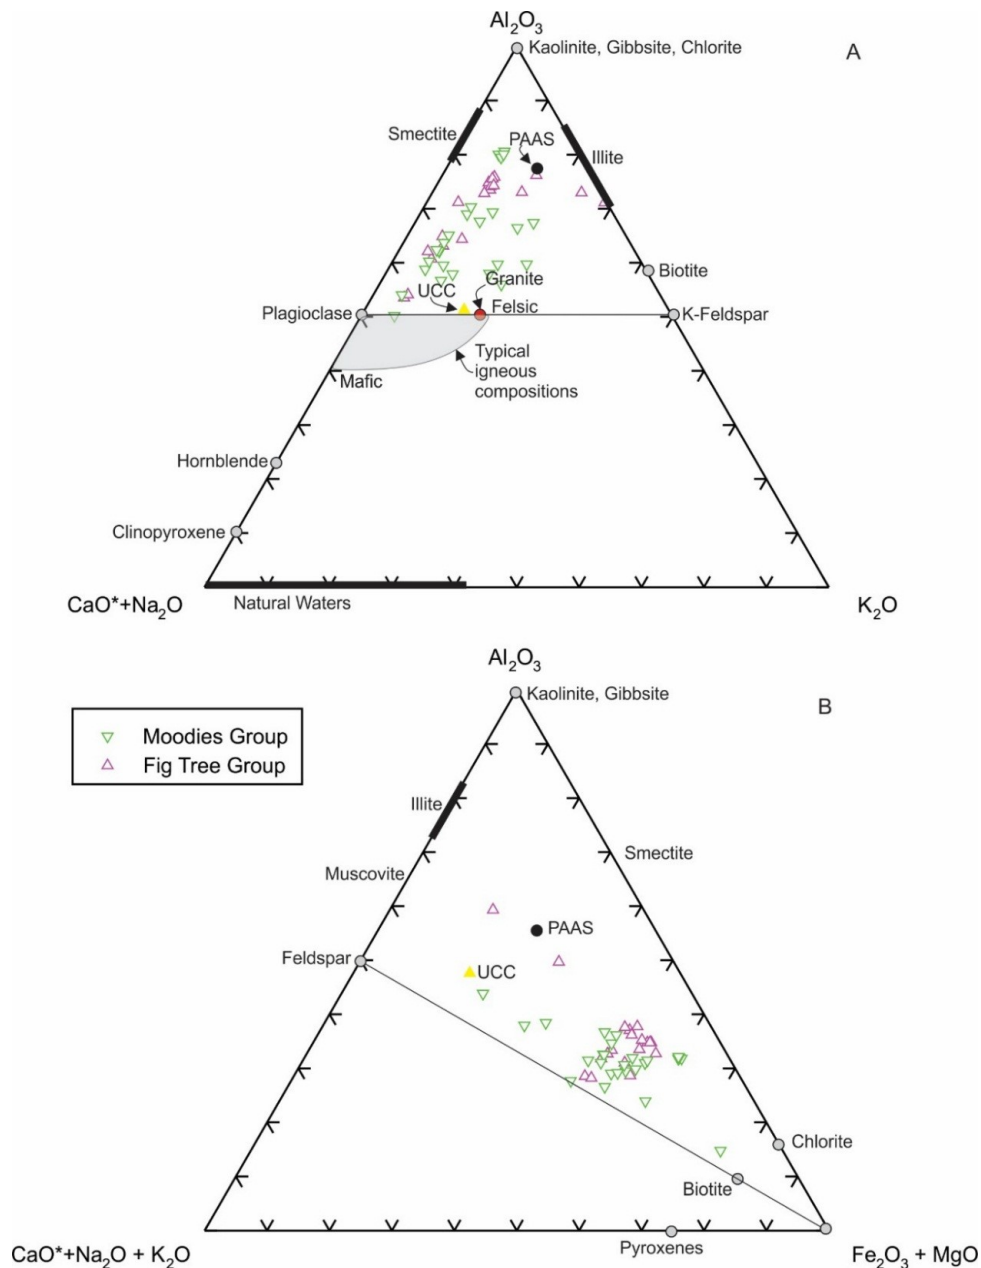 Al₂O₃
Kaolinite, Gibbsite, Chlorite
A
Smectite
PAAS
Illite
Biotite
UCC
Granite
Plagioclase
Felsic
K-Feldspar
Typical
igneous
compositions
Mafic
Hornblende
Clinopyroxene
CaO*+Na₂O
Natural Waters
K₂O
Al₂O₃
Kaolinite, Gibbsite
B
Moodies Group
Fig Tree Group
Illite
Smectite
Muscovite
PAAS
Feldspar
UCC
Chlorite
Biotite
CaO*+Na₂O + K₂O
Pyroxenes
Fe₂O₃ + MgO